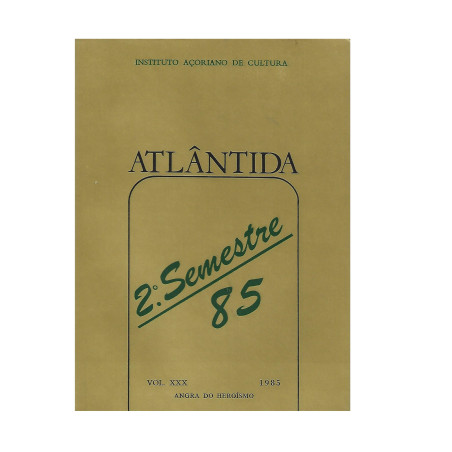 INSTITUTO AÇORIANO DE CULTURA
ATLÂNTIDA
2.º Semestre
85
VOL. XXX 1985
ANGRA DO HEROÍSMO